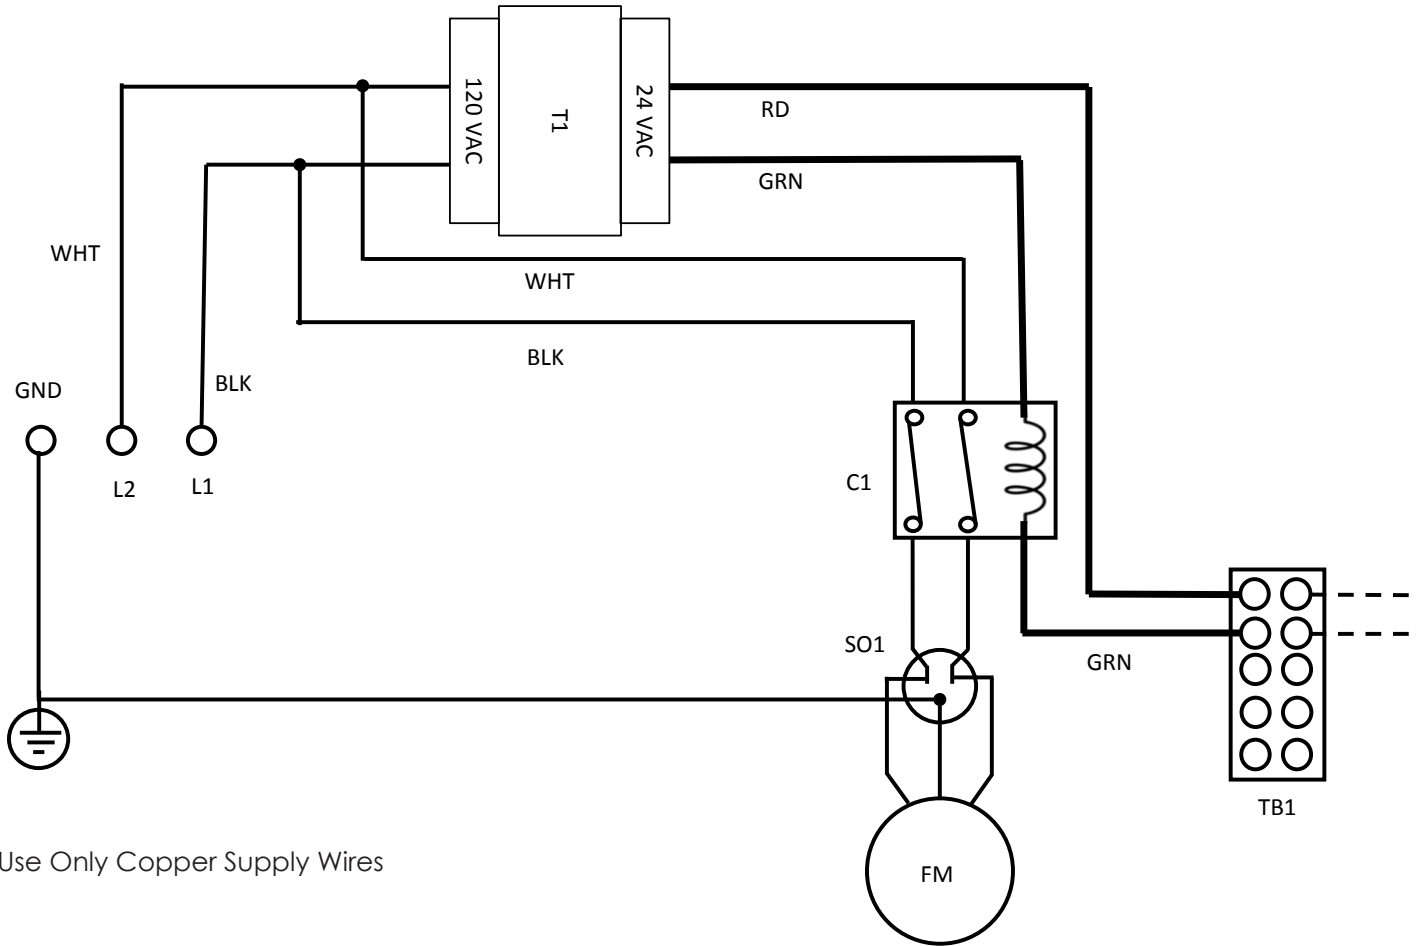 120 VAC
T1
24 VAC
RD
GRN
WHT
WHT
BLK
BLK
GND
L2
L1
C1
SO1
GRN
TB1
FM
Use Only Copper Supply Wires